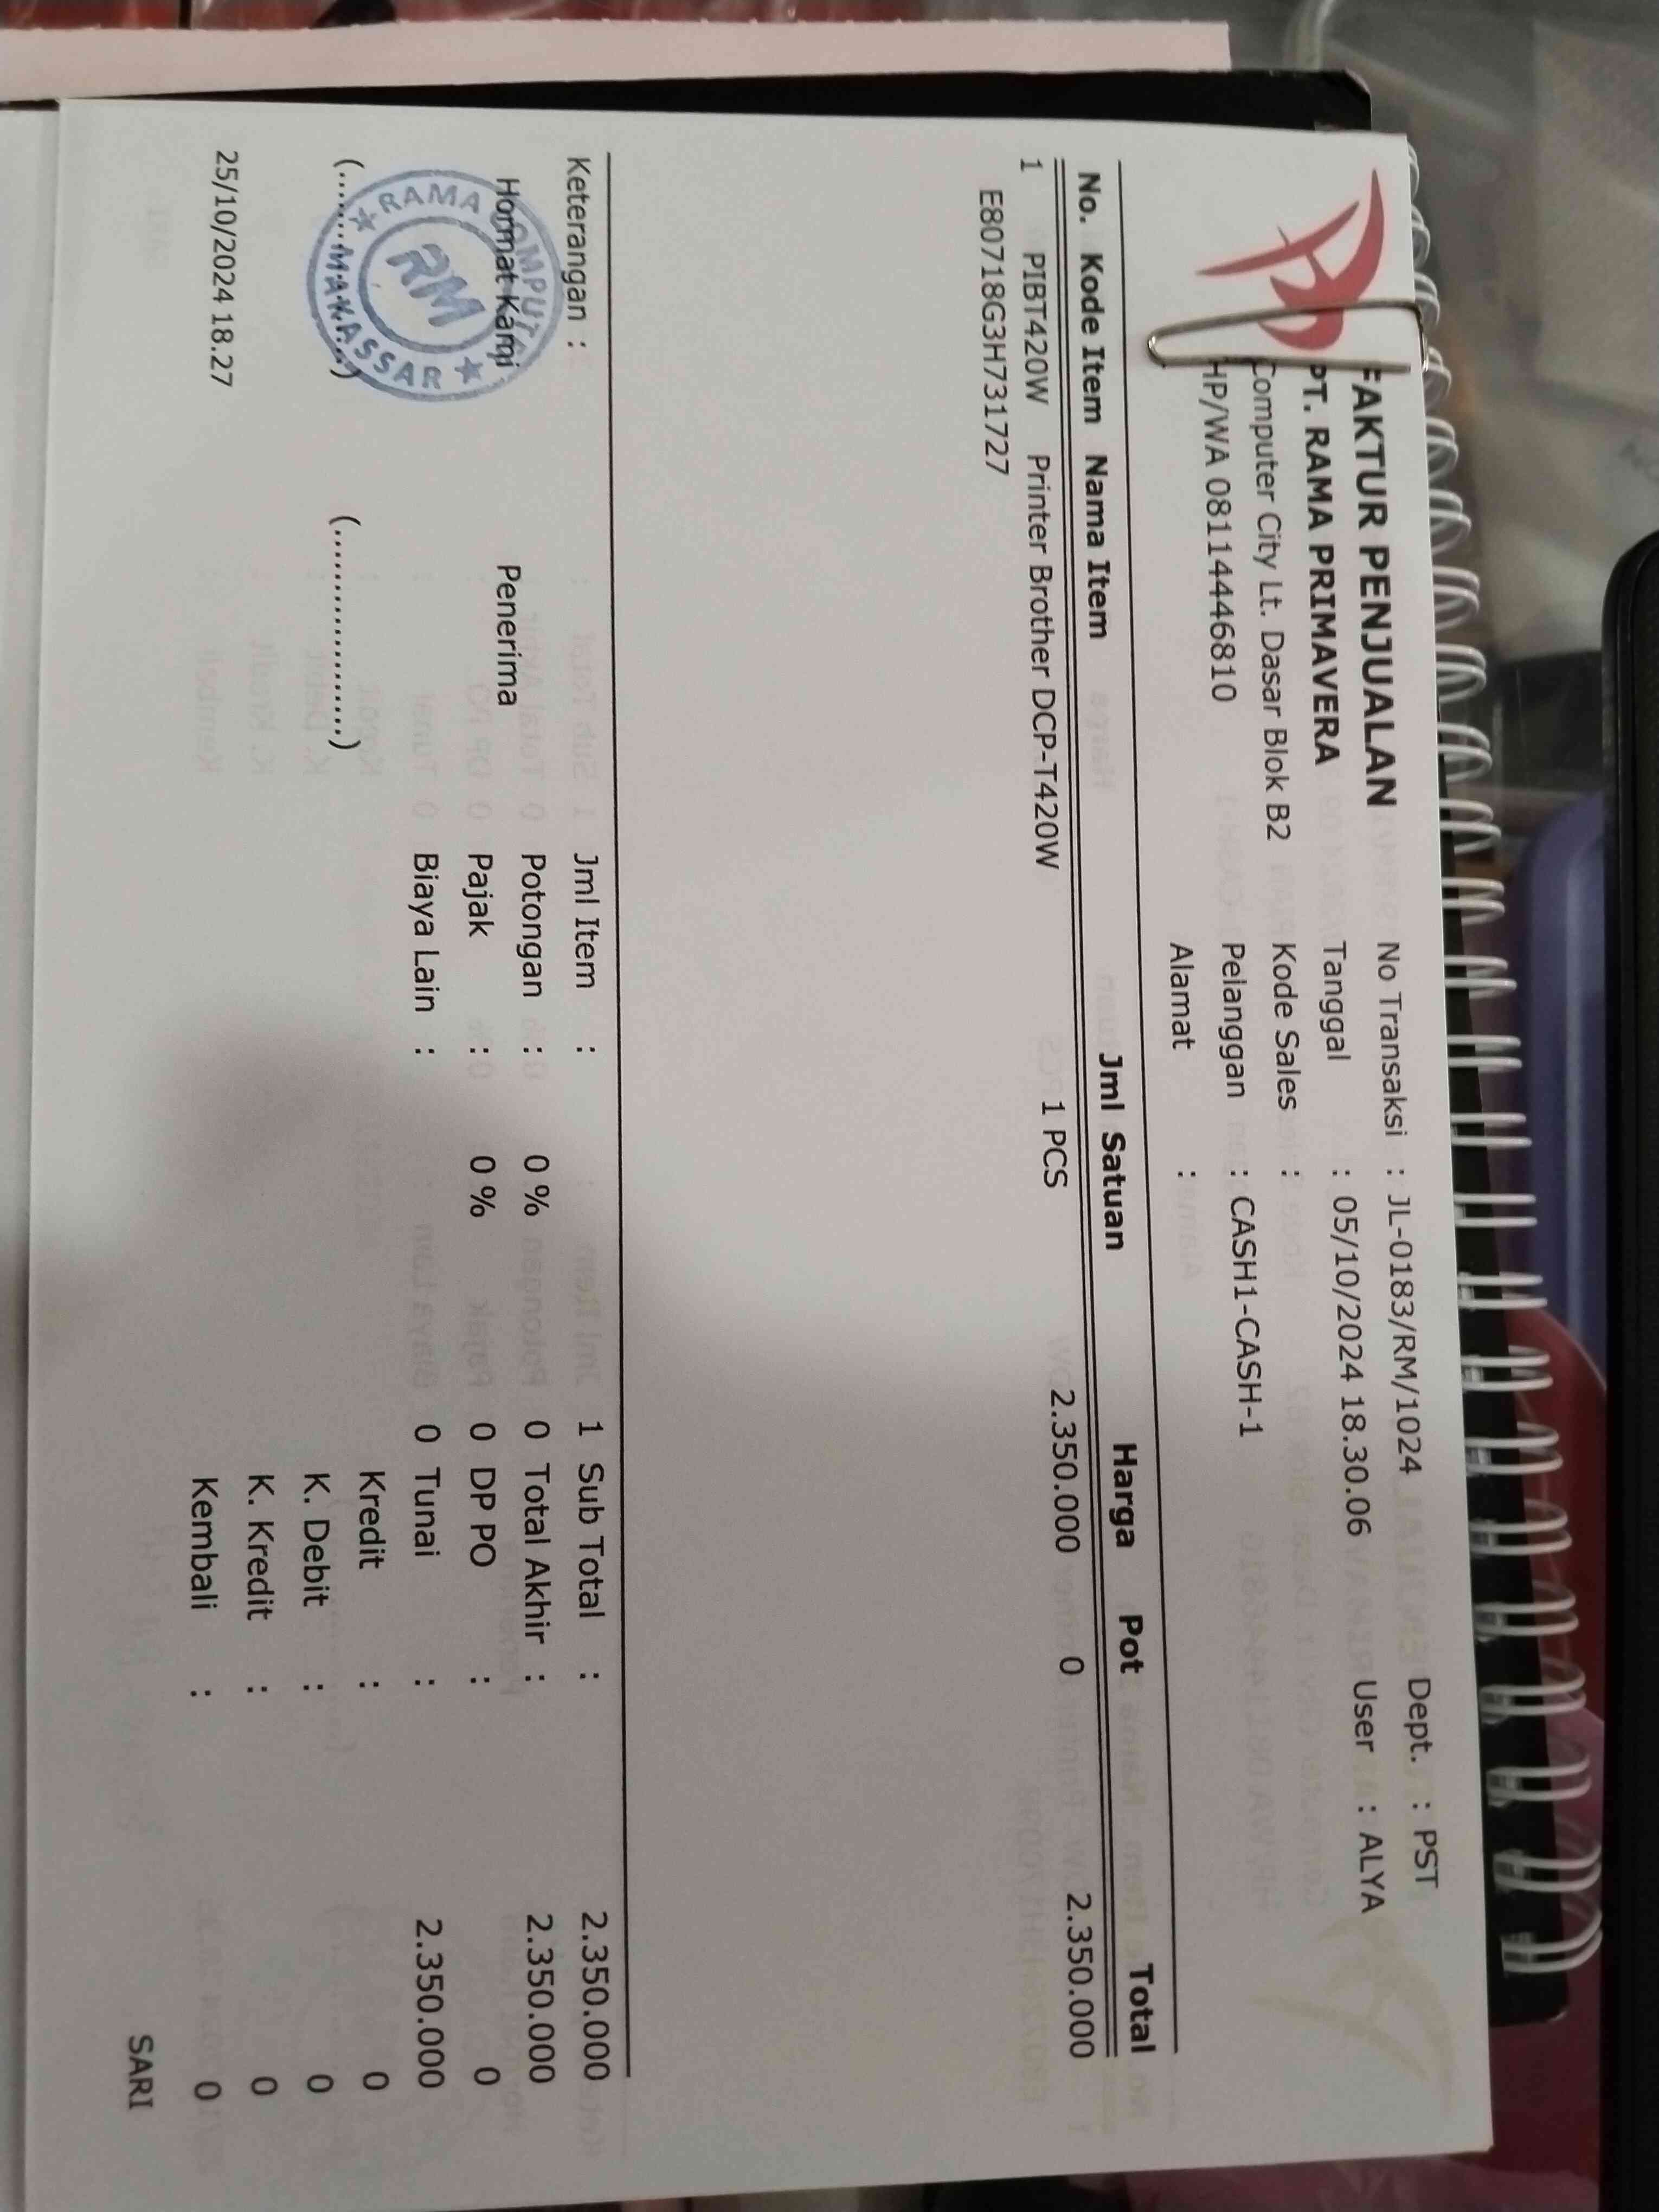 FAKTUR PENJUALAN
PT. RAMA PRIMAVERA
Computer City Lt. Dasar Blok B2
HP/WA 08114446810
No Transaksi : JL-0183/RM/1024
Tanggal : 05/10/2024 18.30.06
Kode Sales :
Pelanggan : CASH1-CASH-1
Alamat :
Dept. : PST
User : ALYA
No. Kode Item Nama Item Jml Satuan Harga Pot Total
1 PIBT420W Printer Brother DCP-T420W 1 PCS 2.350.000 0 2.350.000
E80718G3H731727
Keterangan :
Hormat Kami
Penerima
RAMA COMPUTER
RM
MAKASSAR
(................)
(................)
25/10/2024 18.27
Jml Item : 1
Potongan : 0 % 0
Pajak : 0 % 0
Biaya Lain : 0
Sub Total : 2.350.000
Total Akhir : 2.350.000
DP PO : 0
Tunai : 2.350.000
Kredit : 0
K. Debit : 0
K. Kredit : 0
Kembali : 0
SARI